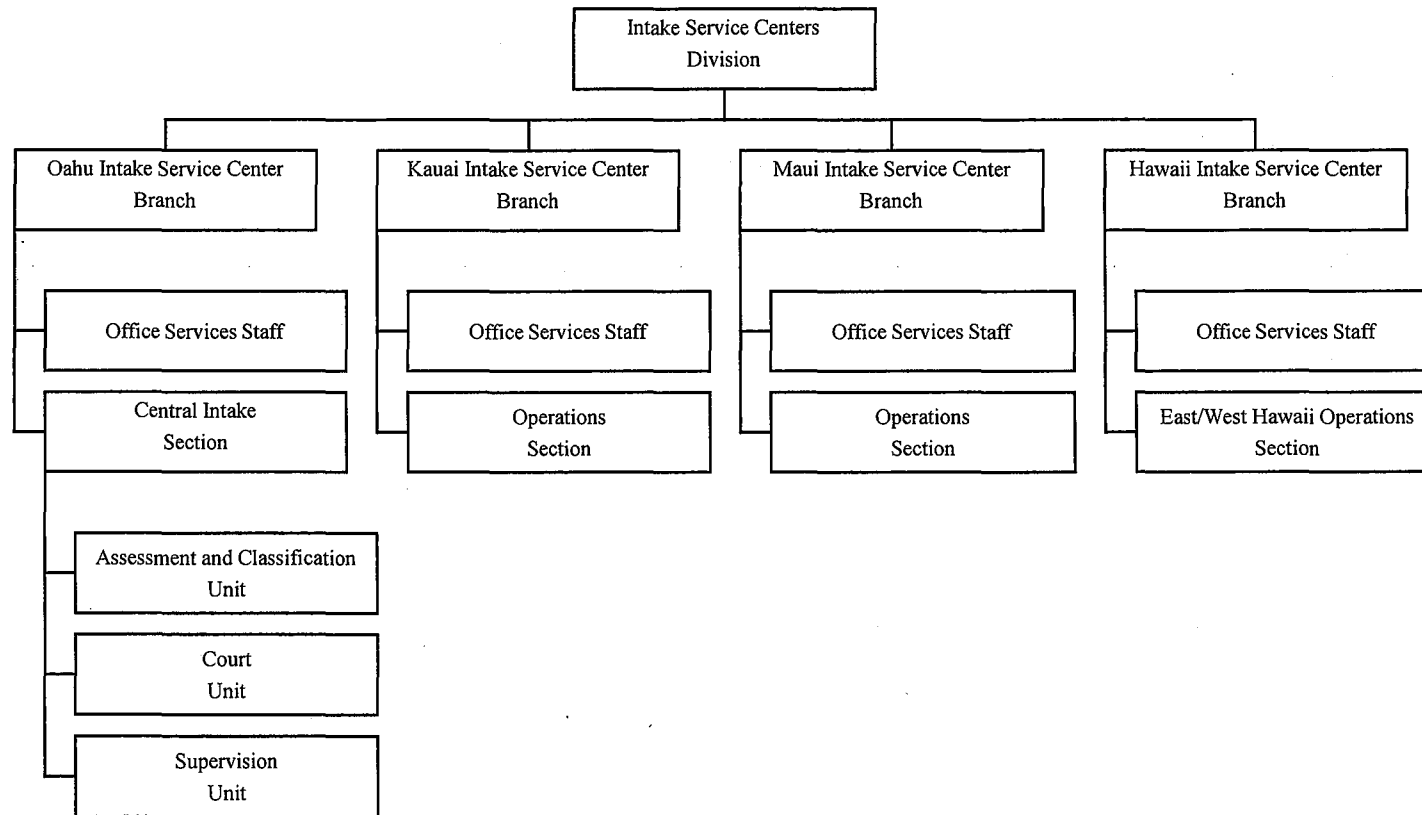 Intake Service Centers
Division
Oahu Intake Service Center
Branch
Kauai Intake Service Center
Branch
Maui Intake Service Center
Branch
Hawaii Intake Service Center
Branch
Office Services Staff
Office Services Staff
Office Services Staff
Office Services Staff
Central Intake
Section
Operations
Section
Operations
Section
East/West Hawaii Operations
Section
Assessment and Classification
Unit
Court
Unit
Supervision
Unit